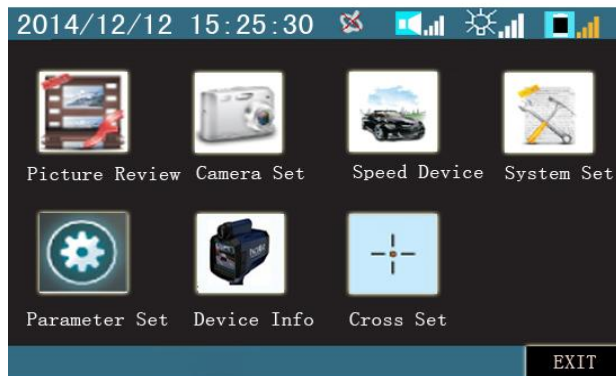 2014/12/12 15:25:30
Picture Review Camera Set Speed Device System Set
Parameter Set Device Info Cross Set
EXIT